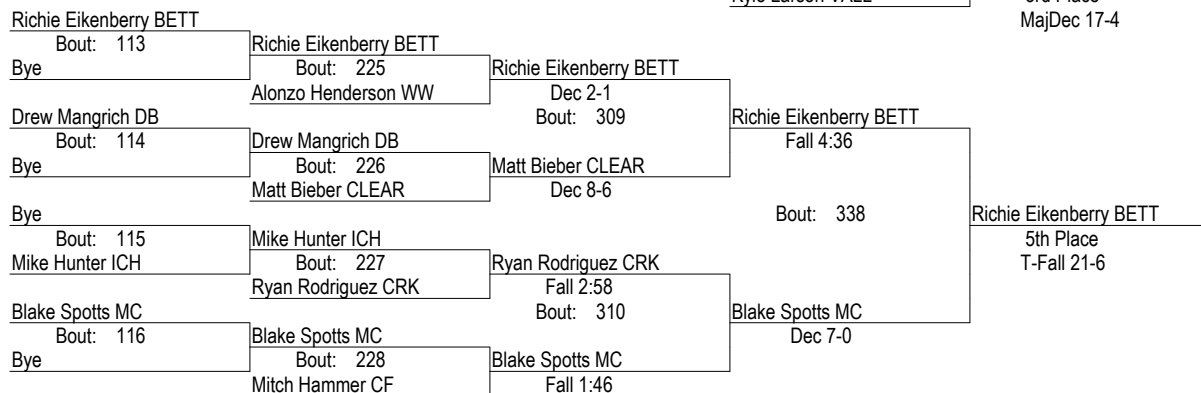 3rd Place
Richie Eikenberry BETT
MajDec 17-4
Bout: 113
Richie Eikenberry BETT
Bye
Bout: 225
Richie Eikenberry BETT
Alonzo Henderson WW
Dec 2-1
Drew Mangrich DB
Bout: 309
Richie Eikenberry BETT
Bout: 114
Drew Mangrich DB
Fall 4:36
Bye
Bout: 226
Matt Bieber CLEAR
Matt Bieber CLEAR
Dec 8-6
Bye
Bout: 338
Richie Eikenberry BETT
Bout: 115
Mike Hunter ICH
5th Place
Mike Hunter ICH
Bout: 227
Ryan Rodriguez CRK
T-Fall 21-6
Ryan Rodriguez CRK
Fall 2:58
Blake Spotts MC
Bout: 310
Blake Spotts MC
Bout: 116
Blake Spotts MC
Dec 7-0
Bye
Bout: 228
Blake Spotts MC
Mitch Hammer CF
Fall 1:46